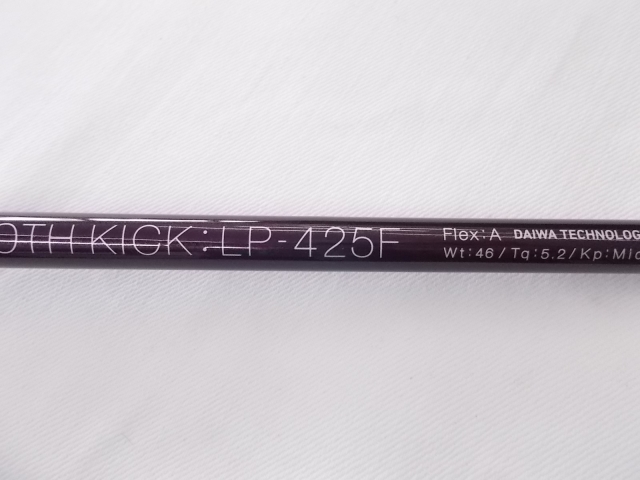 OTH KICK:LP-425F
Flex:A DAIWA TECHNOLOG
Wt:46/Tq:5.2/Kp:Mid